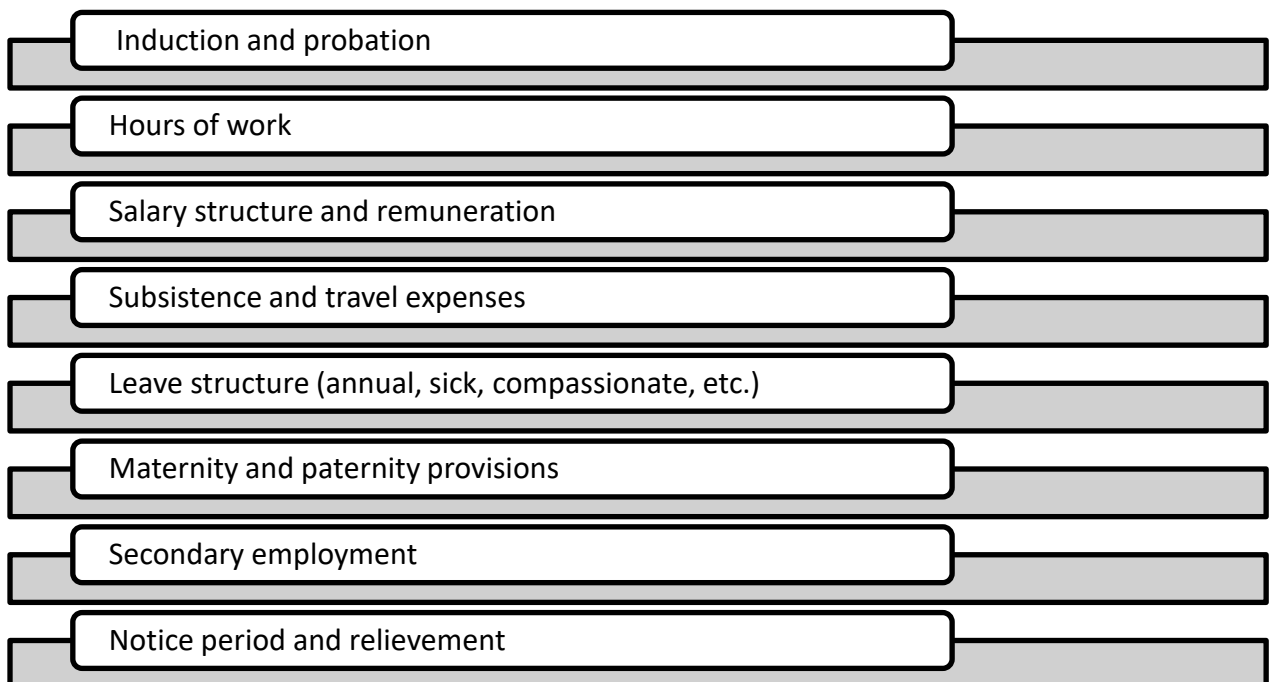 Induction and probation
Hours of work
Salary structure and remuneration
Subsistence and travel expenses
Leave structure (annual, sick, compassionate, etc.)
Maternity and paternity provisions
Secondary employment
Notice period and relievement